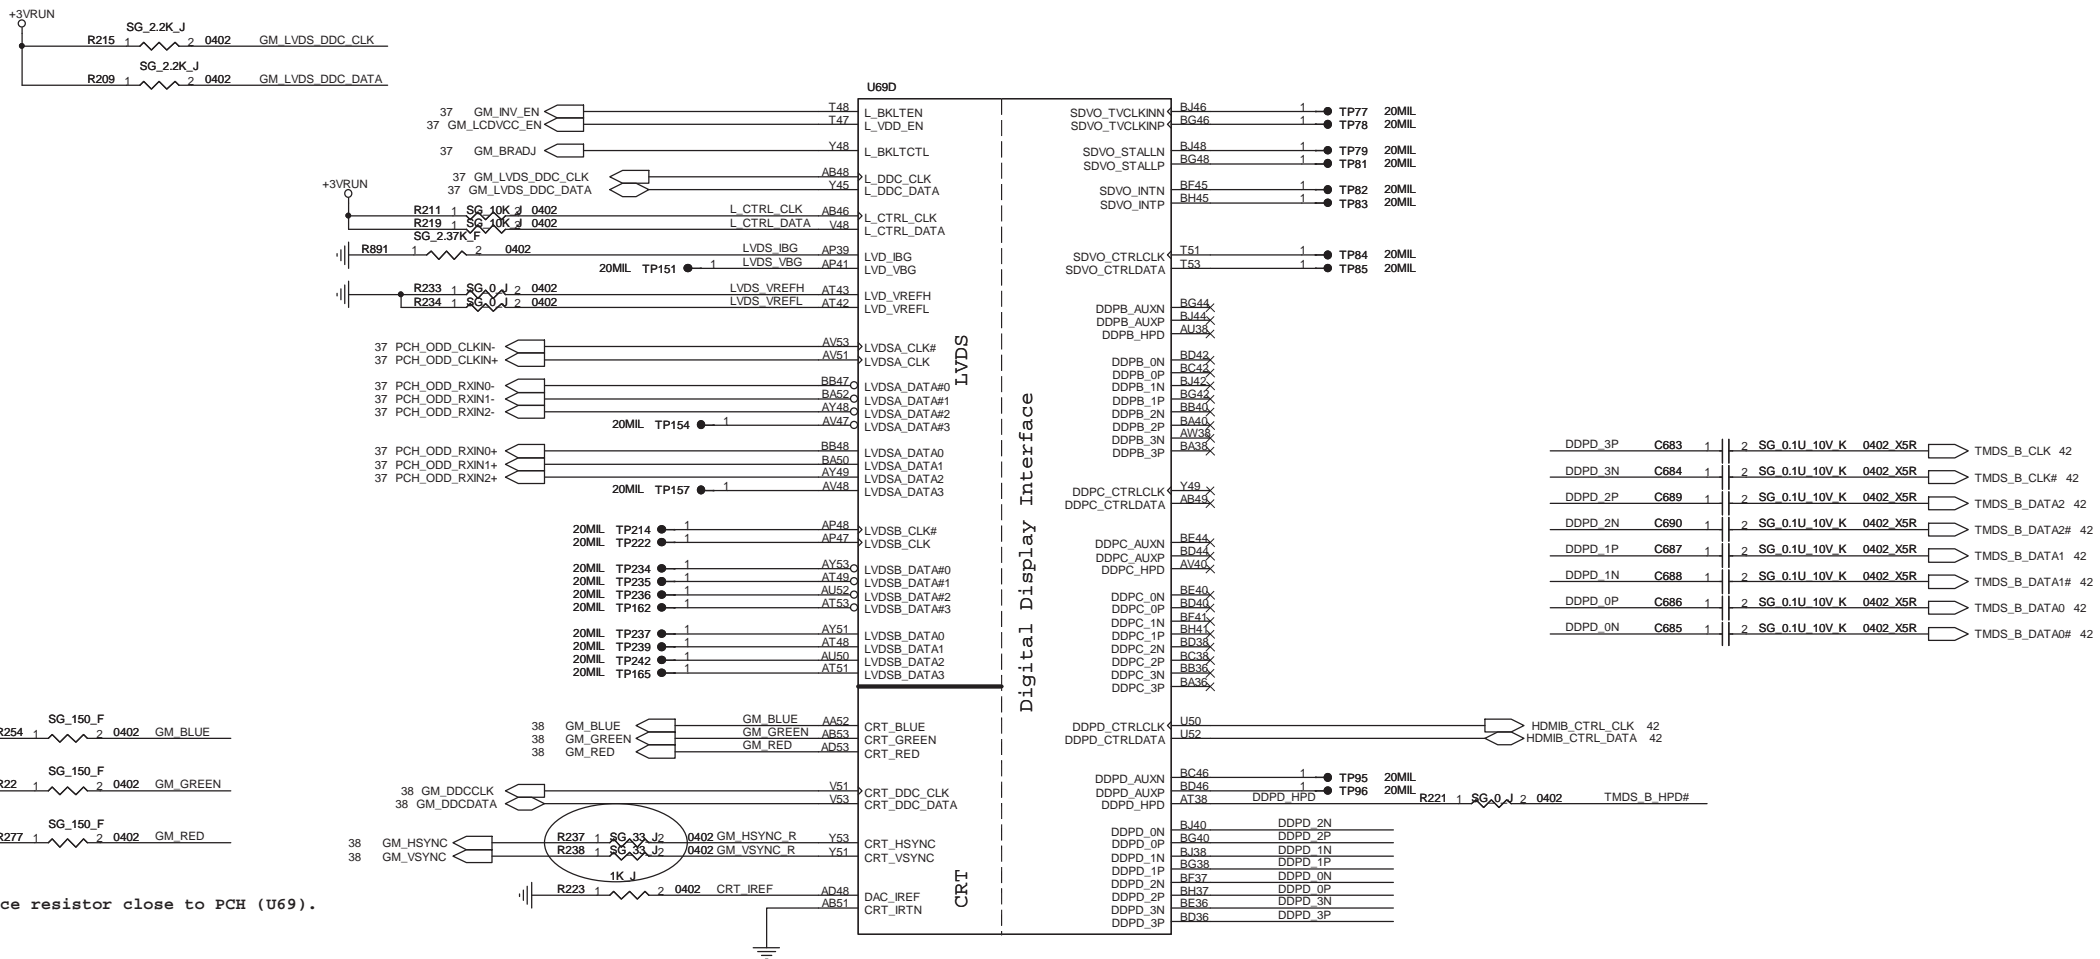 +3VRUN
SG_2.2K_J
R215 1 2 0402 GM_LVDS_DDC_CLK
SG_2.2K_J
R209 1 2 0402 GM_LVDS_DDC_DATA
U69D
37 GM_INV_EN T48 L_BKLTEN
37 GM_LCDVCC_EN T47 L_VDD_EN
37 GM_BRADJ Y48 L_BKLTCTL
37 GM_LVDS_DDC_CLK AB48 L_DDC_CLK
37 GM_LVDS_DDC_DATA Y45 L_DDC_DATA
+3VRUN
R211 1 SG_10K_J 2 0402 L_CTRL_CLK AB46 L_CTRL_CLK
R219 1 SG_10K_J 2 0402 L_CTRL_DATA V48 L_CTRL_DATA
SG_2.37K_F
R891 1 2 0402 LVDS_IBG AP39 LVD_IBG
20MIL TP151 1 LVDS_VBG AP41 LVD_VBG
R233 1 SG_0_J 2 0402 LVDS_VREFH AT43 LVD_VREFH
R234 1 SG_0_J 2 0402 LVDS_VREFL AT42 LVD_VREFL
37 PCH_ODD_CLKIN- AV53 LVDSA_CLK#
37 PCH_ODD_CLKIN+ AV51 LVDSA_CLK
37 PCH_ODD_RXIN0- BB47 LVDSA_DATA#0
37 PCH_ODD_RXIN1- BA52 LVDSA_DATA#1
37 PCH_ODD_RXIN2- AY48 LVDSA_DATA#2
20MIL TP154 1 AV47 LVDSA_DATA#3
37 PCH_ODD_RXIN0+ BB48 LVDSA_DATA0
37 PCH_ODD_RXIN1+ BA50 LVDSA_DATA1
37 PCH_ODD_RXIN2+ AY49 LVDSA_DATA2
20MIL TP157 1 AV48 LVDSA_DATA3
20MIL TP214 1 AP48 LVDSB_CLK#
20MIL TP222 1 AP47 LVDSB_CLK
20MIL TP234 1 AY53 LVDSB_DATA#0
20MIL TP235 1 AT49 LVDSB_DATA#1
20MIL TP236 1 AU52 LVDSB_DATA#2
20MIL TP162 1 AT53 LVDSB_DATA#3
20MIL TP237 1 AY51 LVDSB_DATA0
20MIL TP239 1 AT48 LVDSB_DATA1
20MIL TP242 1 AU50 LVDSB_DATA2
20MIL TP165 1 AT51 LVDSB_DATA3
LVDS
38 GM_BLUE GM_BLUE AA52 CRT_BLUE
38 GM_GREEN GM_GREEN AB53 CRT_GREEN
38 GM_RED GM_RED AD53 CRT_RED
38 GM_DDCCLK V51 CRT_DDC_CLK
38 GM_DDCDATA V53 CRT_DDC_DATA
38 GM_HSYNC R237 1 SG_33_J 2 0402 GM_HSYNC_R Y53 CRT_HSYNC
38 GM_VSYNC R238 1 SG_33_J 2 0402 GM_VSYNC_R Y51 CRT_VSYNC
1K_J
R223 1 2 0402 CRT_IREF AD48 DAC_IREF
AB51 CRT_IRTN
CRT
Digital Display Interface
SDVO_TVCLKINN BJ46 1 TP77 20MIL
SDVO_TVCLKINP BG46 1 TP78 20MIL
SDVO_STALLN BJ48 1 TP79 20MIL
SDVO_STALLP BG48 1 TP81 20MIL
SDVO_INTN BF45 1 TP82 20MIL
SDVO_INTP BH45 1 TP83 20MIL
SDVO_CTRLCLK T51 1 TP84 20MIL
SDVO_CTRLDATA T53 1 TP85 20MIL
DDPB_AUXN BG44
DDPB_AUXP BJ44
DDPB_HPD AU38
DDPB_0N BD42
DDPB_0P BC42
DDPB_1N BJ42
DDPB_1P BG42
DDPB_2N BB40
DDPB_2P BA40
DDPB_3N AW38
DDPB_3P BA38
DDPC_CTRLCLK Y49
DDPC_CTRLDATA AB49
DDPC_AUXN BE44
DDPC_AUXP BD44
DDPC_HPD AV40
DDPC_0N BE40
DDPC_0P BD40
DDPC_1N BF41
DDPC_1P BH41
DDPC_2N BD38
DDPC_2P BC38
DDPC_3N BB36
DDPC_3P BA36
DDPD_CTRLCLK U50 HDMIB_CTRL_CLK 42
DDPD_CTRLDATA U52 HDMIB_CTRL_DATA 42
DDPD_AUXN BC46 1 TP95 20MIL
DDPD_AUXP BD46 1 TP96 20MIL
DDPD_HPD AT38 DDPD_HPD R221 1 SG_0_J 2 0402 TMDS_B_HPD#
DDPD_0N BJ40 DDPD_2N
DDPD_0P BG40 DDPD_2P
DDPD_1N BJ38 DDPD_1N
DDPD_1P BG38 DDPD_1P
DDPD_2N BF37 DDPD_0N
DDPD_2P BH37 DDPD_0P
DDPD_3N BE36 DDPD_3N
DDPD_3P BD36 DDPD_3P
DDPD_3P C683 1 2 SG_0.1U_10V_K 0402_X5R TMDS_B_CLK 42
DDPD_3N C684 1 2 SG_0.1U_10V_K 0402_X5R TMDS_B_CLK# 42
DDPD_2P C689 1 2 SG_0.1U_10V_K 0402_X5R TMDS_B_DATA2 42
DDPD_2N C690 1 2 SG_0.1U_10V_K 0402_X5R TMDS_B_DATA2# 42
DDPD_1P C687 1 2 SG_0.1U_10V_K 0402_X5R TMDS_B_DATA1 42
DDPD_1N C688 1 2 SG_0.1U_10V_K 0402_X5R TMDS_B_DATA1# 42
DDPD_0P C686 1 2 SG_0.1U_10V_K 0402_X5R TMDS_B_DATA0 42
DDPD_0N C685 1 2 SG_0.1U_10V_K 0402_X5R TMDS_B_DATA0# 42
SG_150_F
R254 1 2 0402 GM_BLUE
SG_150_F
R22 1 2 0402 GM_GREEN
SG_150_F
R277 1 2 0402 GM_RED
ce resistor close to PCH (U69).